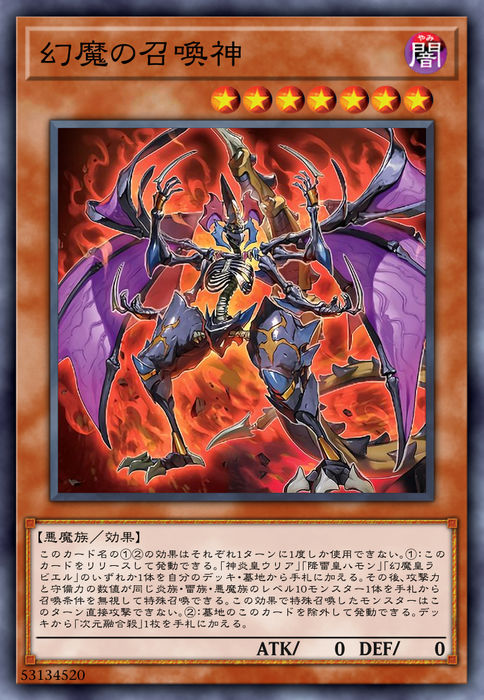 幻魔の召喚神
やみ
闇
【悪魔族／効果】
このカード名の①②の効果はそれぞれ1ターンに1度しか使用できない。①：この
カードをリリースして発動できる。「神炎皇ウリア」「降雷皇ハモン」「幻魔皇ラ
ビエル」のいずれか1体を自分のデッキ・墓地から手札に加える。その後、攻撃力
と守備力の数値が同じ炎族・雷族・悪魔族のレベル10モンスター1体を手札から
召喚条件を無視して特殊召喚できる。この効果で特殊召喚したモンスターはこ
のターン直接攻撃できない。②：墓地のこのカードを除外して発動できる。デッ
キから「次元融合殺」1枚を手札に加える。
ATK/ 0 DEF/ 0
53134520